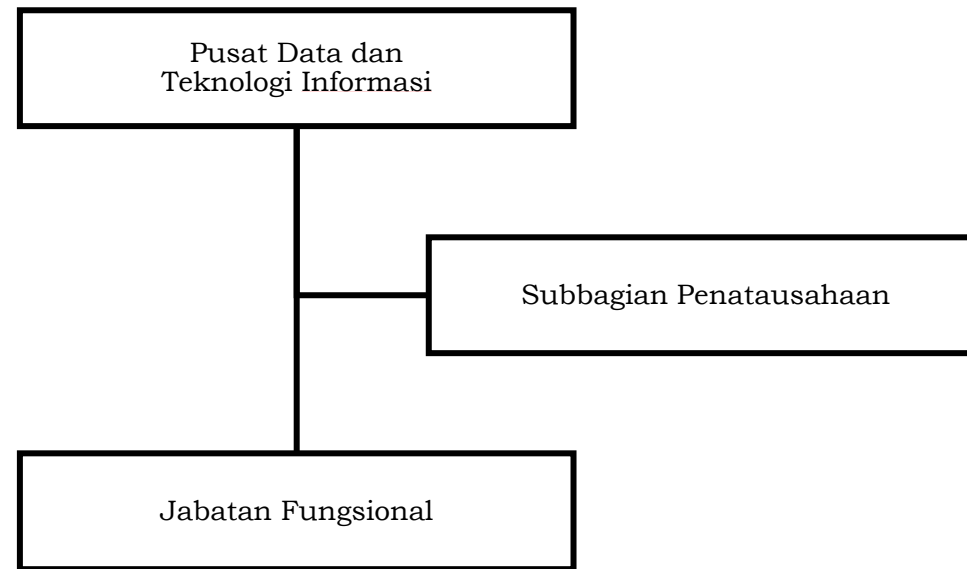 Pusat Data dan
Teknologi Informasi
Subbagian Penatausahaan
Jabatan Fungsional